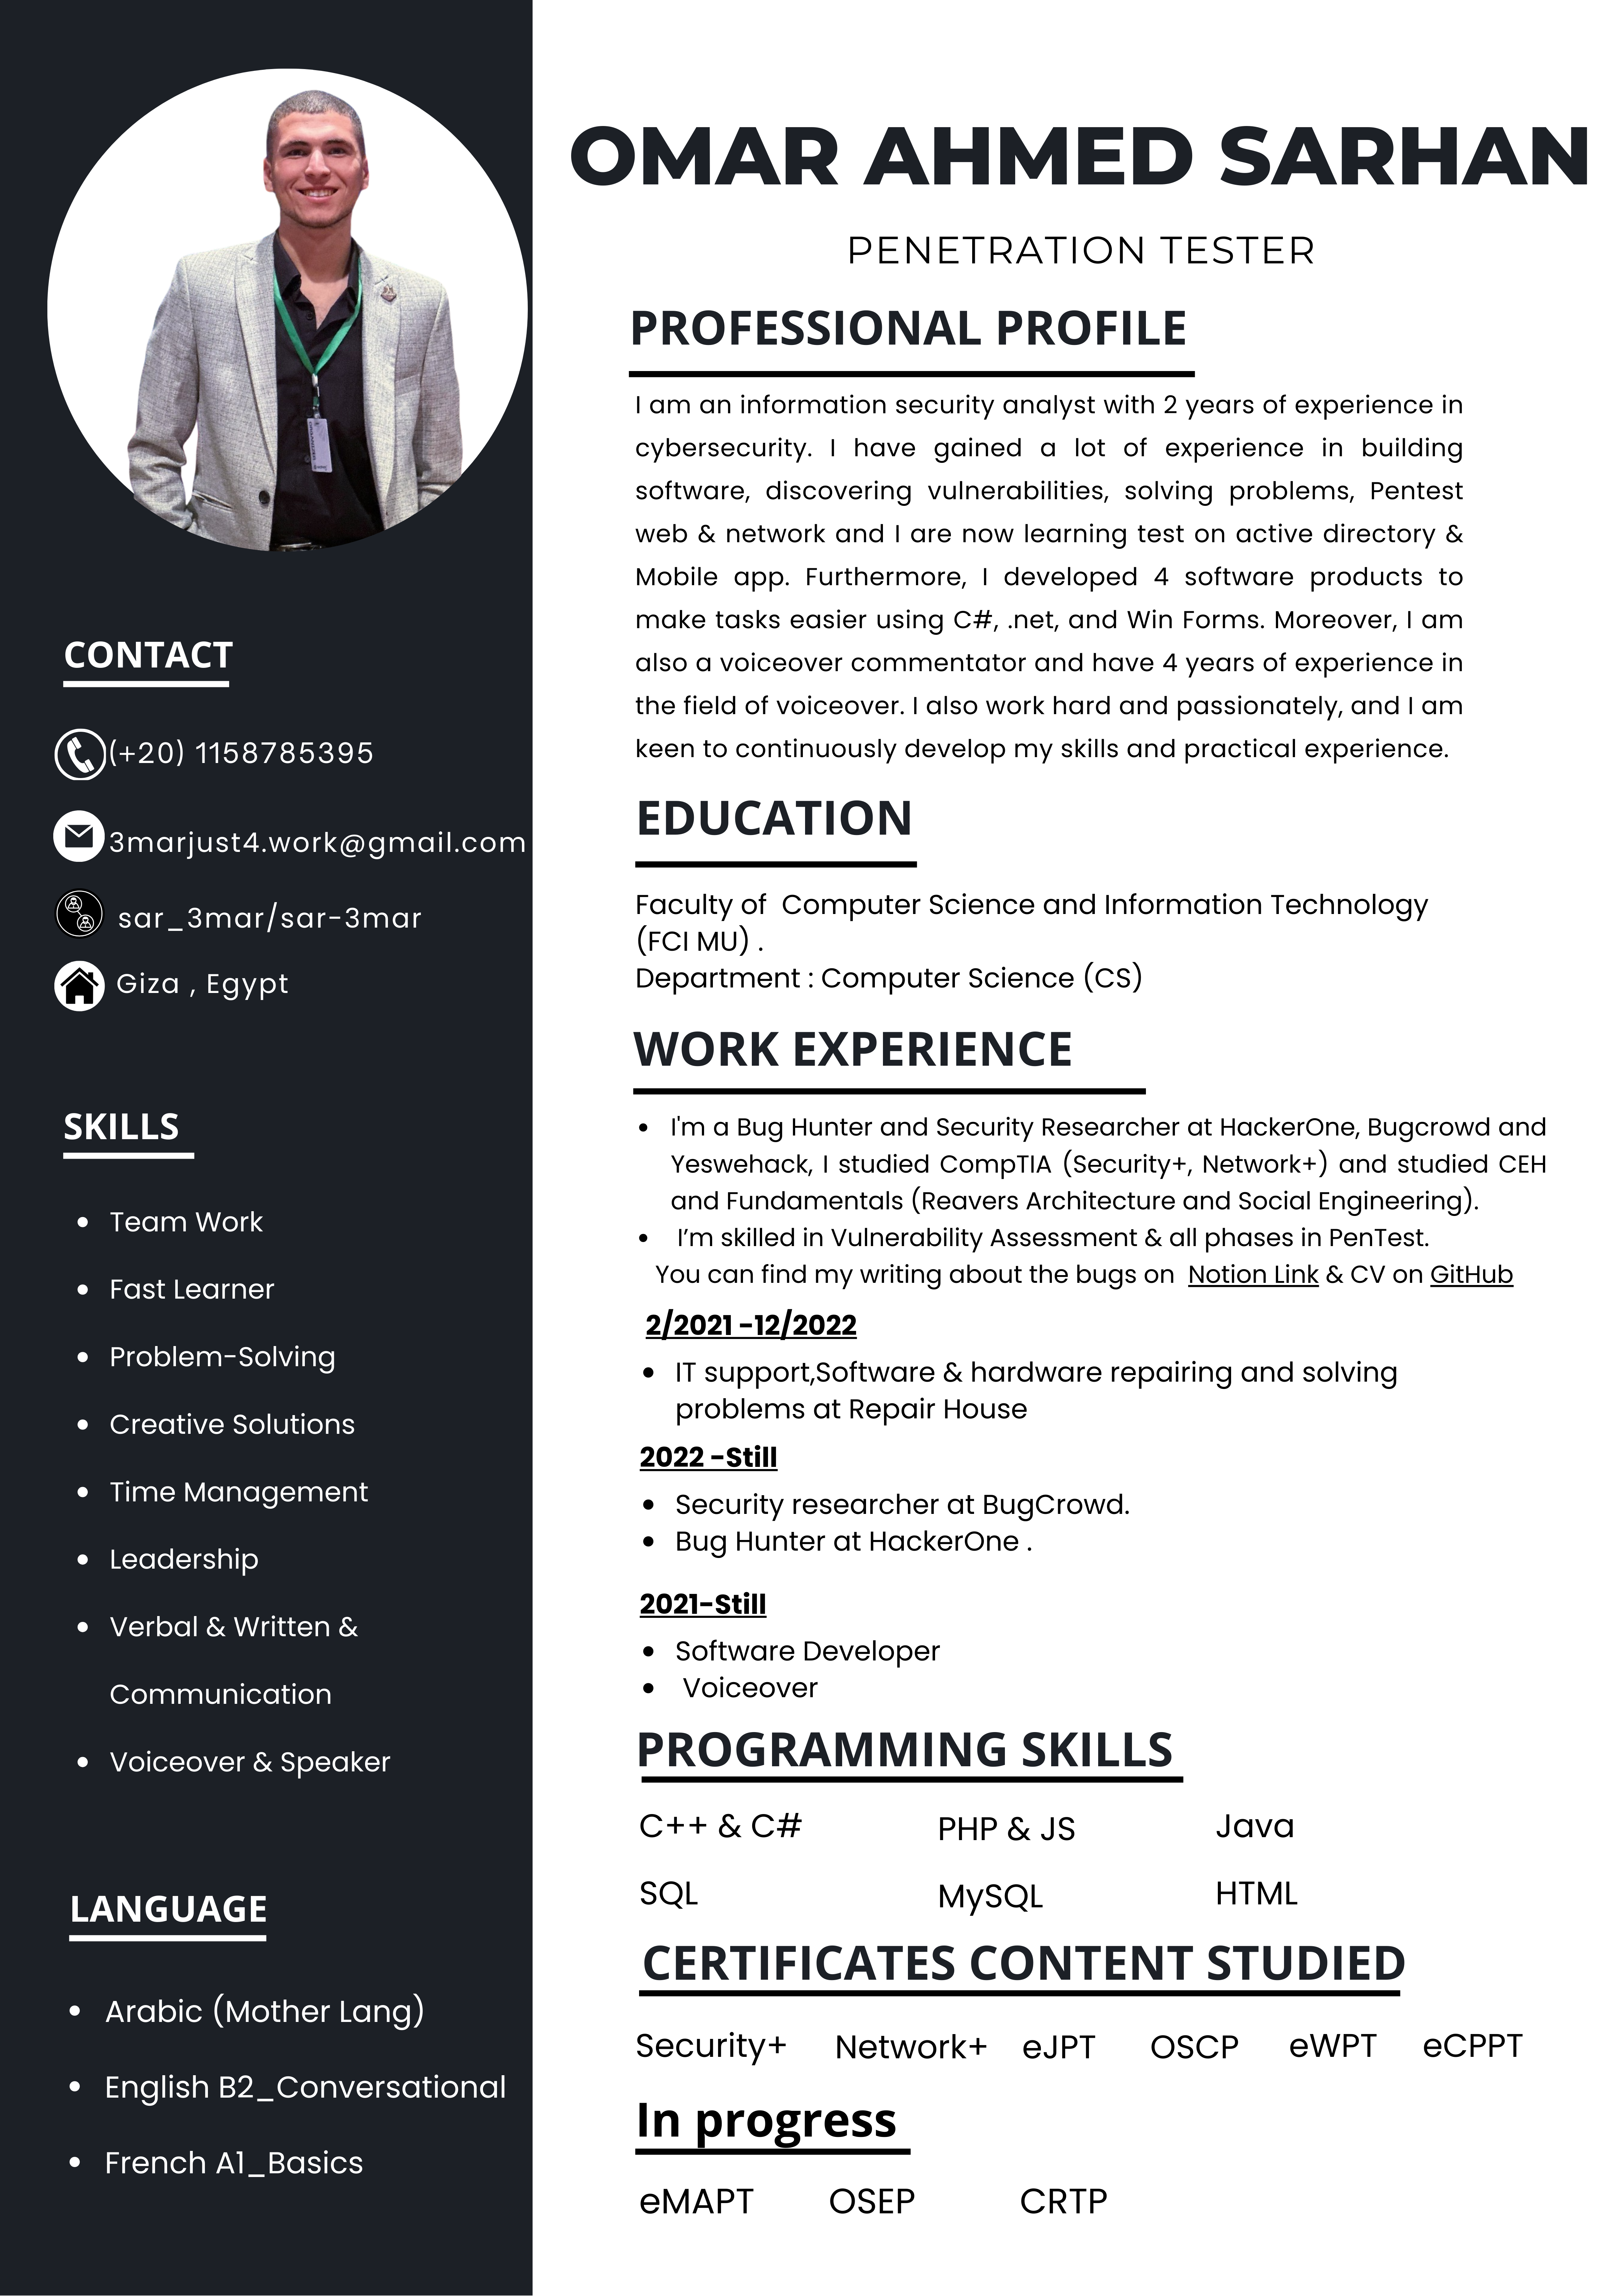 OMAR AHMED SARHAN
PENETRATION TESTER
CONTACT
(+20) 1158785395
3marjust4.work@gmail.com
sar_3mar/sar-3mar
Giza , Egypt
SKILLS
Team Work
Fast Learner
Problem-Solving
Creative Solutions
Time Management
Leadership
Verbal & Written &
Communication
Voiceover & Speaker
LANGUAGE
Arabic (Mother Lang)
English B2_Conversational
French A1_Basics
PROFESSIONAL PROFILE
I am an information security analyst with 2 years of experience in
cybersecurity. I have gained a lot of experience in building
software, discovering vulnerabilities, solving problems, Pentest
web & network and I are now learning test on active directory &
Mobile app. Furthermore, I developed 4 software products to
make tasks easier using C#, .net, and Win Forms. Moreover, I am
also a voiceover commentator and have 4 years of experience in
the field of voiceover. I also work hard and passionately, and I am
keen to continuously develop my skills and practical experience.
EDUCATION
Faculty of Computer Science and Information Technology
(FCI MU) .
Department : Computer Science (CS)
WORK EXPERIENCE
I'm a Bug Hunter and Security Researcher at HackerOne, Bugcrowd and
Yeswehack, I studied CompTIA (Security+, Network+) and studied CEH
and Fundamentals (Reavers Architecture and Social Engineering).
I'm skilled in Vulnerability Assessment & all phases in PenTest.
You can find my writing about the bugs on Notion Link & CV on GitHub
2/2021 -12/2022
IT support,Software & hardware repairing and solving
problems at Repair House
2022 -Still
Security researcher at BugCrowd.
Bug Hunter at HackerOne .
2021-Still
Software Developer
Voiceover
PROGRAMMING SKILLS
C++ & C# PHP & JS Java
SQL MySQL HTML
CERTIFICATES CONTENT STUDIED
Security+ Network+ eJPT OSCP eWPT eCPPT
In progress
eMAPT OSEP CRTP